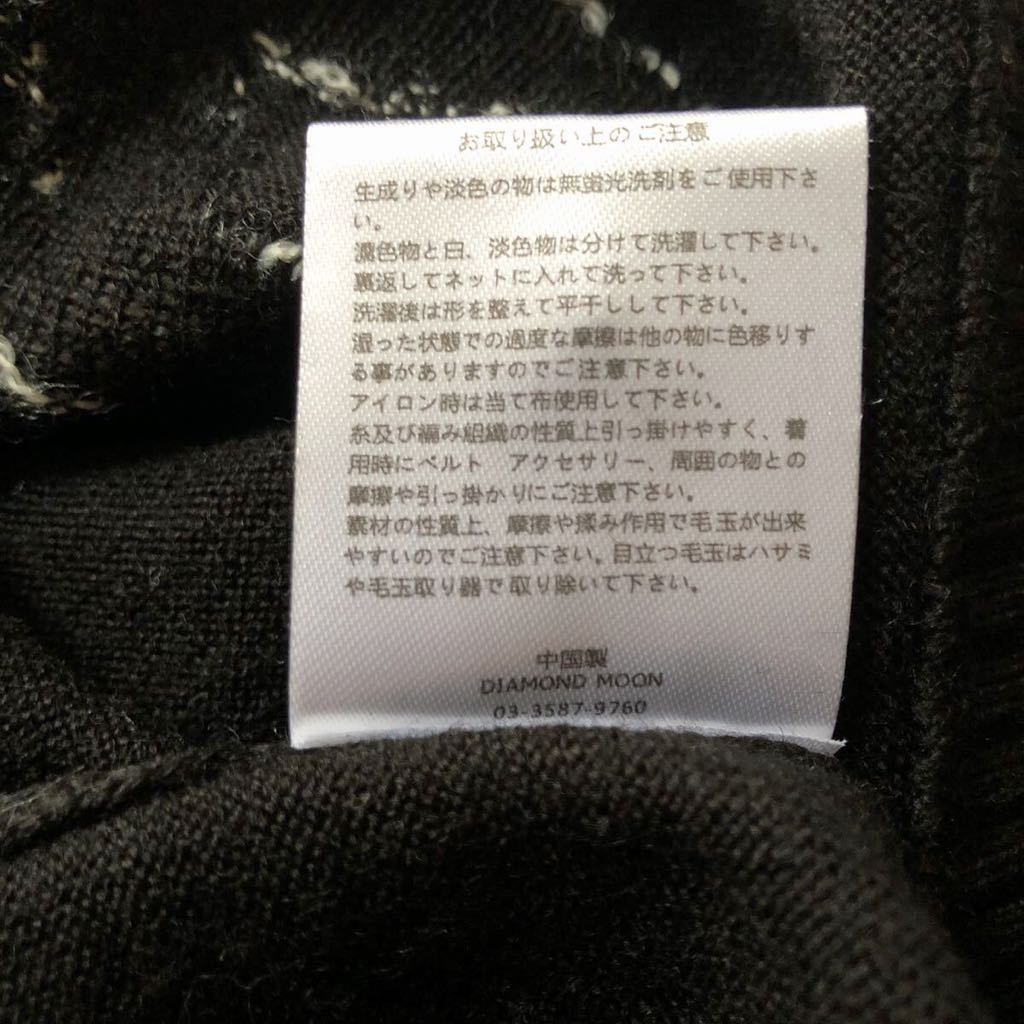 お取り扱い上のご注意
生成りや淡色の物は無蛍光洗剤をご使用下さ
い。
濃色物と白、淡色物は分けて洗濯して下さい。
裏返してネットに入れて洗って下さい。
洗濯後は形を整えて平干しして下さい。
湿った状態での過度な摩擦は他の物に色移りす
る事がありますのでご注意下さい。
アイロン時は当て布使用して下さい。
糸及び編み組織の性質上引っ掛けやすく、着
用時にベルト アクセサリー、周囲の物との
摩擦や引っ掛かりにご注意下さい。
素材の性質上、摩擦や揉み作用で毛玉が出来
やすいのでご注意下さい。目立つ毛玉はハサミ
や毛玉取り器で取り除いて下さい。
中国製
DIAMOND MOON
03-3587-9760